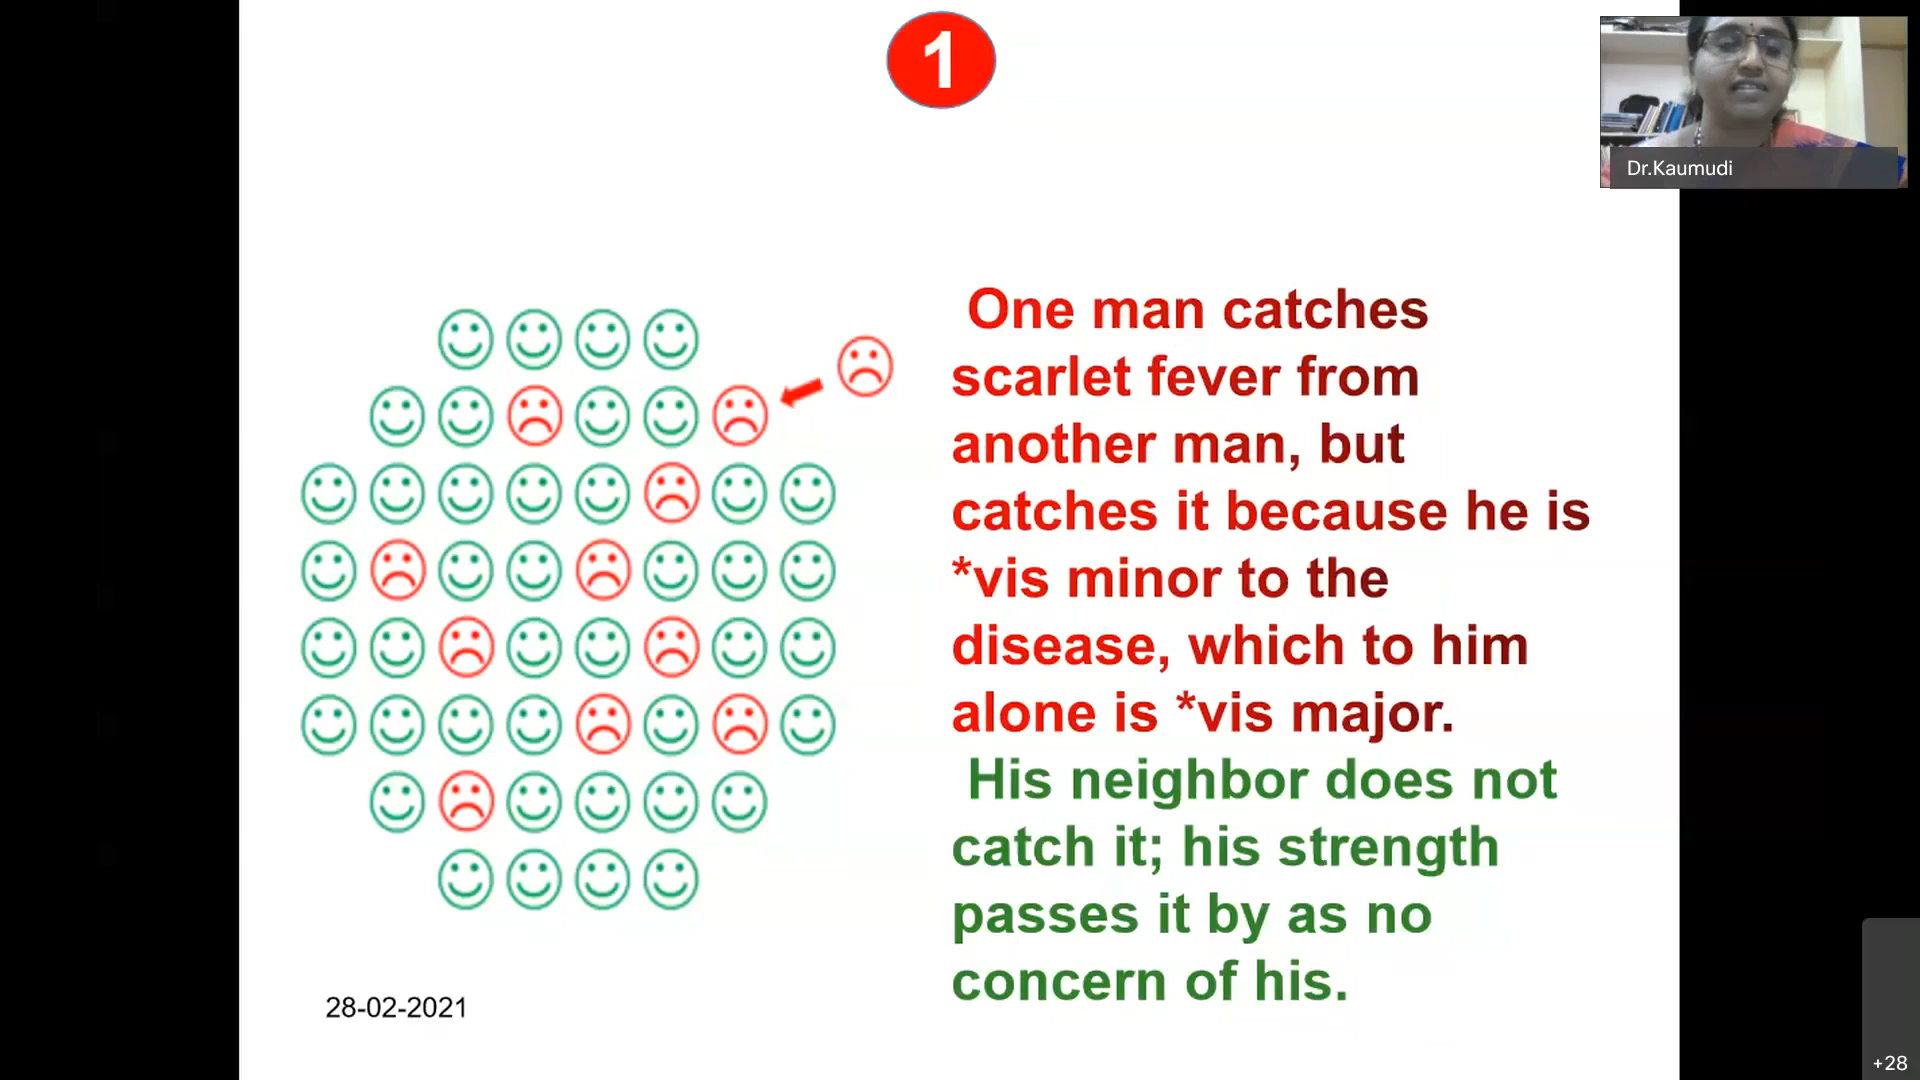 1
Dr.Kaumudi
One man catches
scarlet fever from
another man, but
catches it because he is
*vis minor to the
disease, which to him
alone is *vis major.
His neighbor does not
catch it; his strength
passes it by as no
concern of his.
28-02-2021
+28